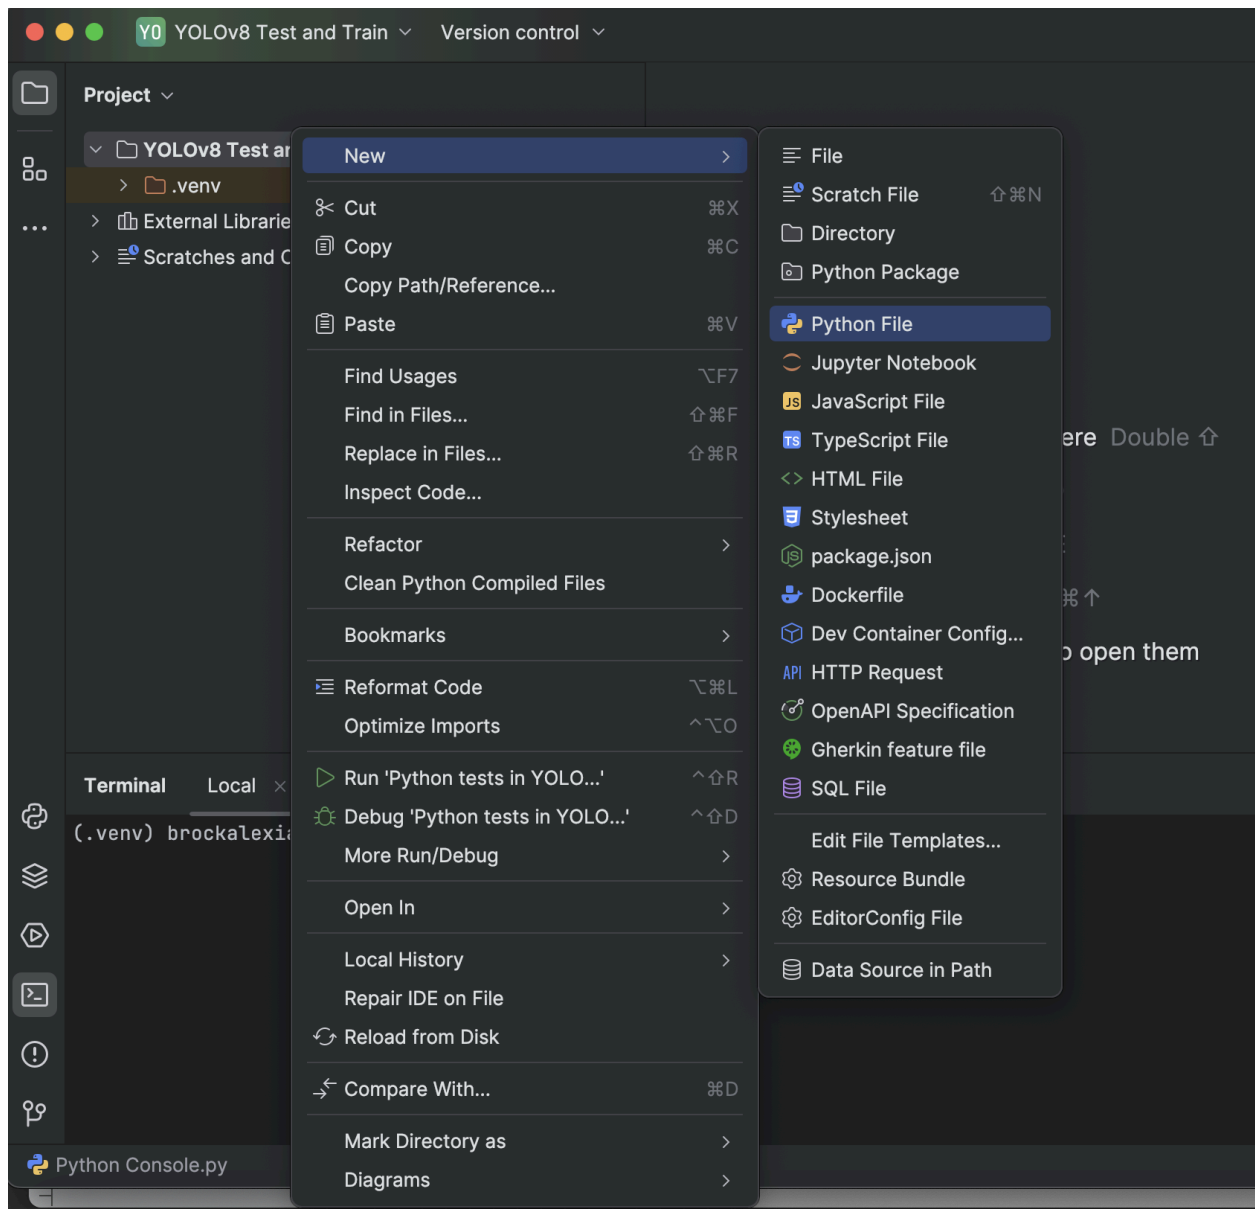 YO YOLOv8 Test and Train Version control
Project
YOLOv8 Test ar
.venv
External Librarie
Scratches and C
New
Cut ⌘X
Copy ⌘C
Copy Path/Reference...
Paste ⌘V
Find Usages ⌥F7
Find in Files... ⇧⌘F
Replace in Files... ⇧⌘R
Inspect Code...
Refactor
Clean Python Compiled Files
Bookmarks
Reformat Code ⌥⌘L
Optimize Imports ^⌥O
Run 'Python tests in YOLO...' ^⇧R
Debug 'Python tests in YOLO...' ^⇧D
More Run/Debug
Open In
Local History
Repair IDE on File
Reload from Disk
Compare With... ⌘D
Mark Directory as
Diagrams
File
Scratch File ⇧⌘N
Directory
Python Package
Python File
Jupyter Notebook
JS JavaScript File
TS TypeScript File
<> HTML File
Stylesheet
JS package.json
Dockerfile
Dev Container Config...
API HTTP Request
OpenAPI Specification
Gherkin feature file
SQL File
Edit File Templates...
Resource Bundle
EditorConfig File
Data Source in Path
ere Double ⇧
⌘↑
o open them
Terminal Local ×
(.venv) brockalexia
Python Console.py